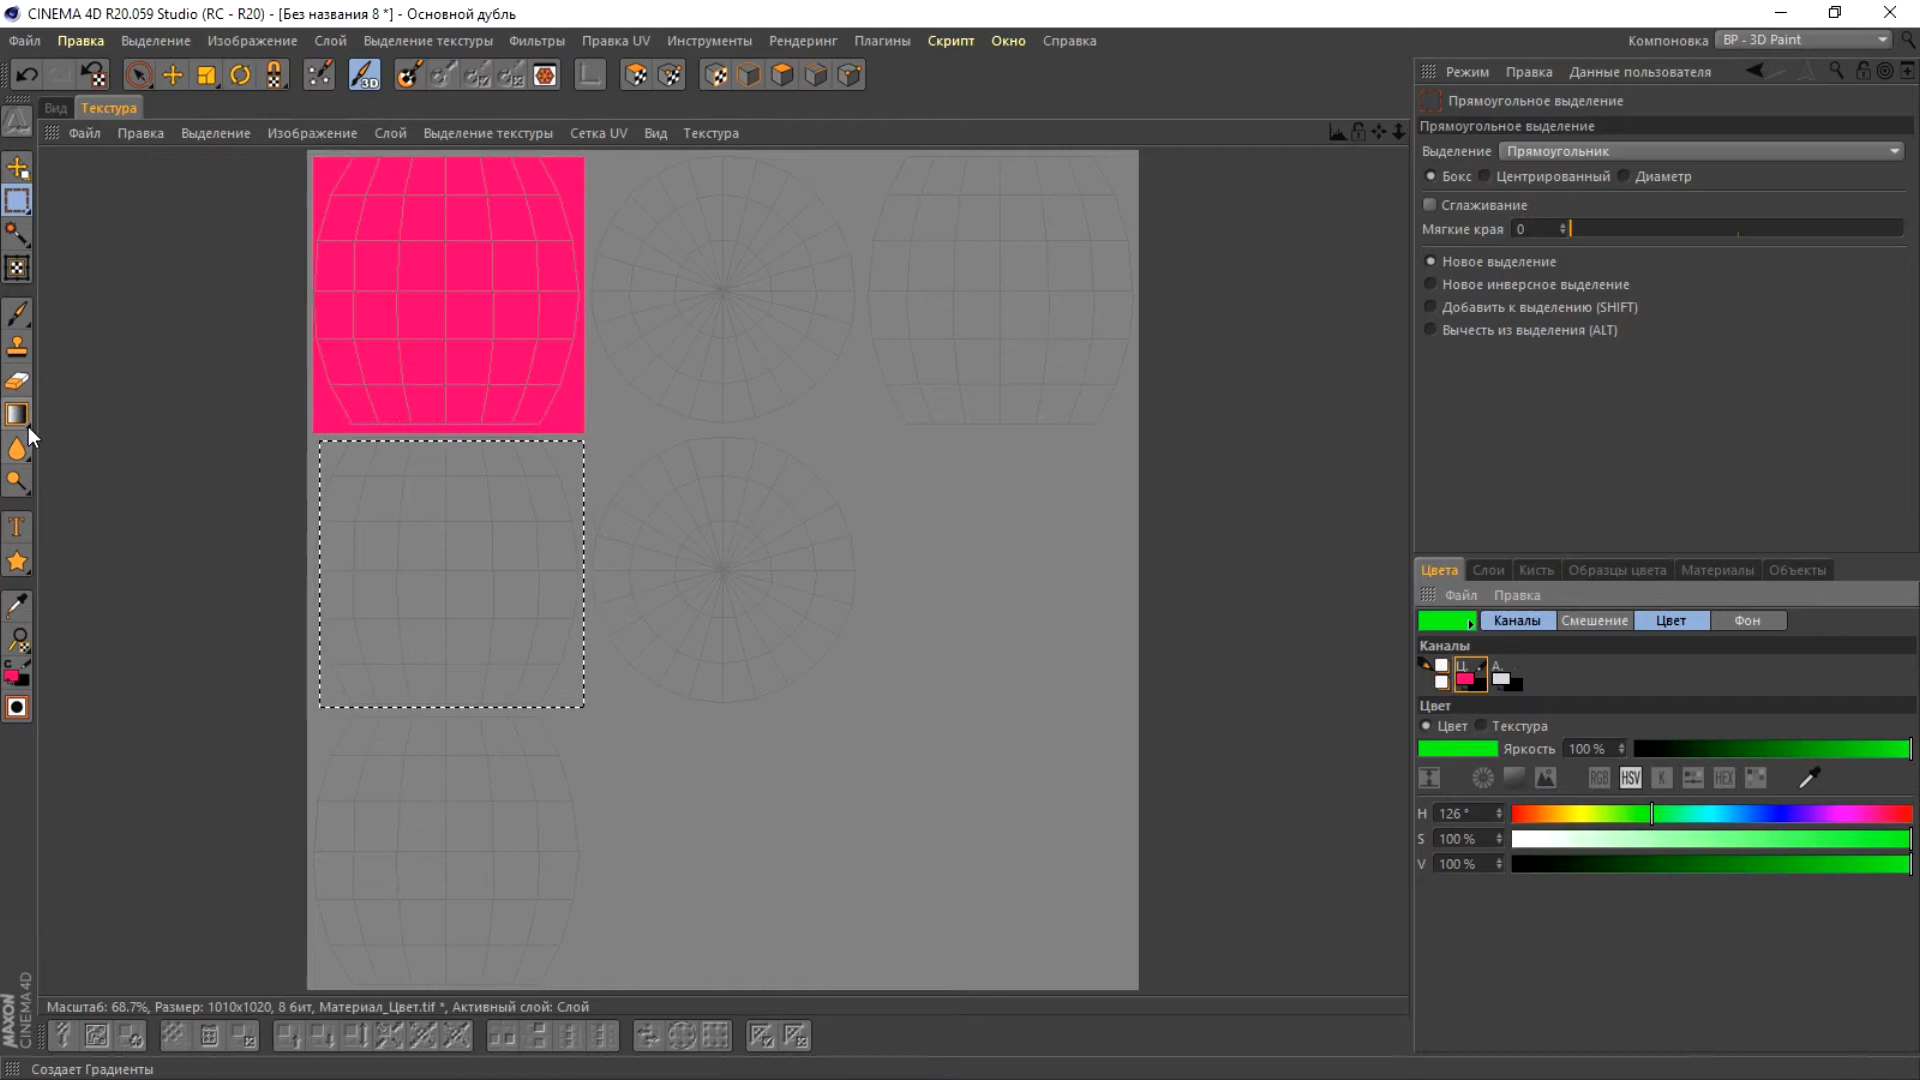 CINEMA 4D R20.059 Studio (RC - R20) - [Без названия 8 *] - Основной дубль
Файл Правка Выделение Изображение Слой Выделение текстуры Фильтры Правка UV Инструменты Рендеринг Плагины Скрипт Окно Справка
Компоновка BP - 3D Paint
3D
Режим Правка Данные пользователя
Вид Текстура
Файл Правка Выделение Изображение Слой Выделение текстуры Сетка UV Вид Текстура
Прямоугольное выделение
Прямоугольное выделение
Выделение Прямоугольник
Бокс Центрированный Диаметр
Сглаживание
Мягкие края 0
Новое выделение
Новое инверсное выделение
Добавить к выделению (SHIFT)
Вычесть из выделения (ALT)
T
C
Цвета Слои Кисть Образцы цвета Материалы Объекты
Файл Правка
Каналы Смешение Цвет Фон
Каналы
Ц. А.
Цвет
Цвет Текстура
Яркость 100 %
RGB HSV K HEX
H 126 °
S 100 %
V 100 %
MAXON
CINEMA 4D
Масштаб: 68.7%, Размер: 1010x1020, 8 бит, Материал_Цвет.tif *, Активный слой: Слой
Создает Градиенты